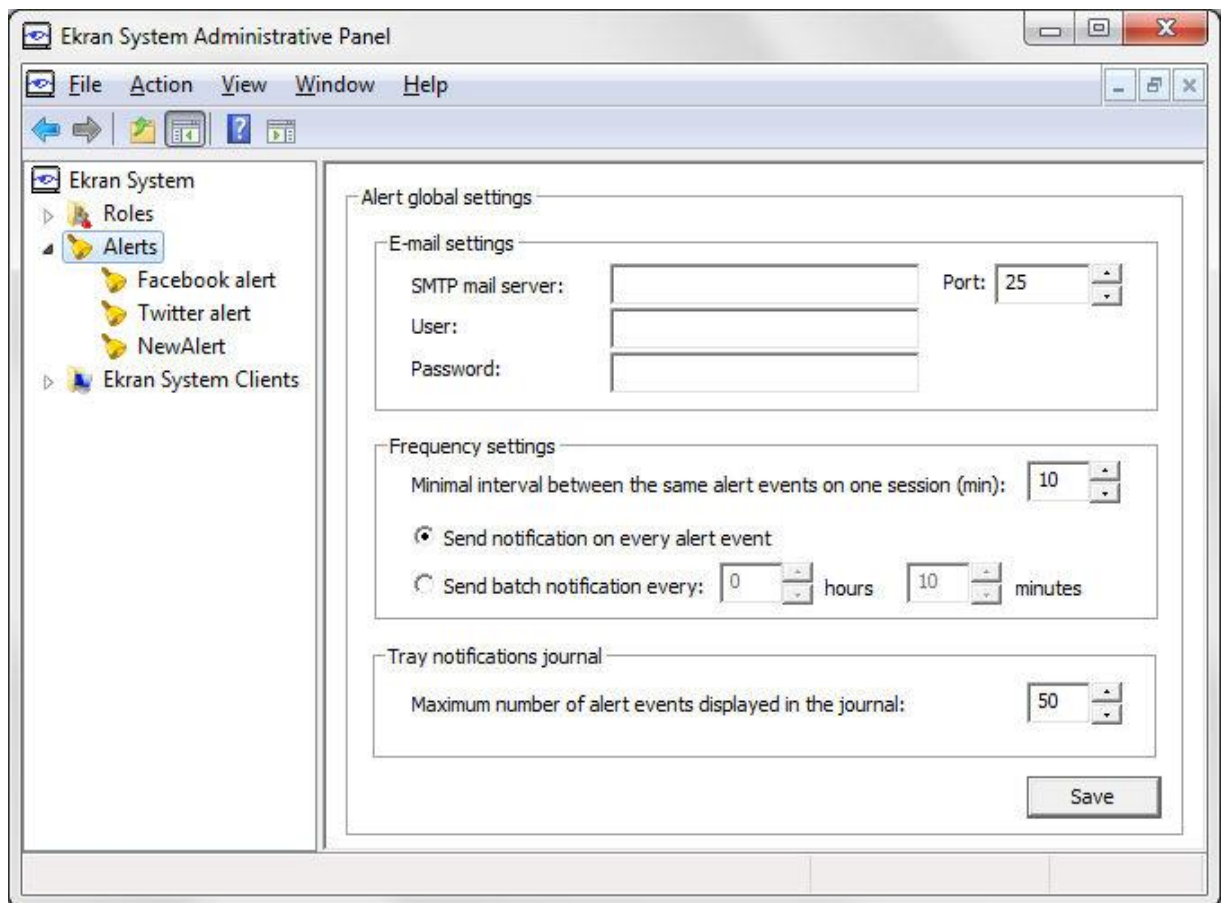 Ekran System Administrative Panel
File Action View Window Help
Ekran System
Roles
Alerts
Facebook alert
Twitter alert
NewAlert
Ekran System Clients
Alert global settings
E-mail settings
SMTP mail server: Port: 25
User:
Password:
Frequency settings
Minimal interval between the same alert events on one session (min): 10
Send notification on every alert event
Send batch notification every: 0 hours 10 minutes
Tray notifications journal
Maximum number of alert events displayed in the journal: 50
Save